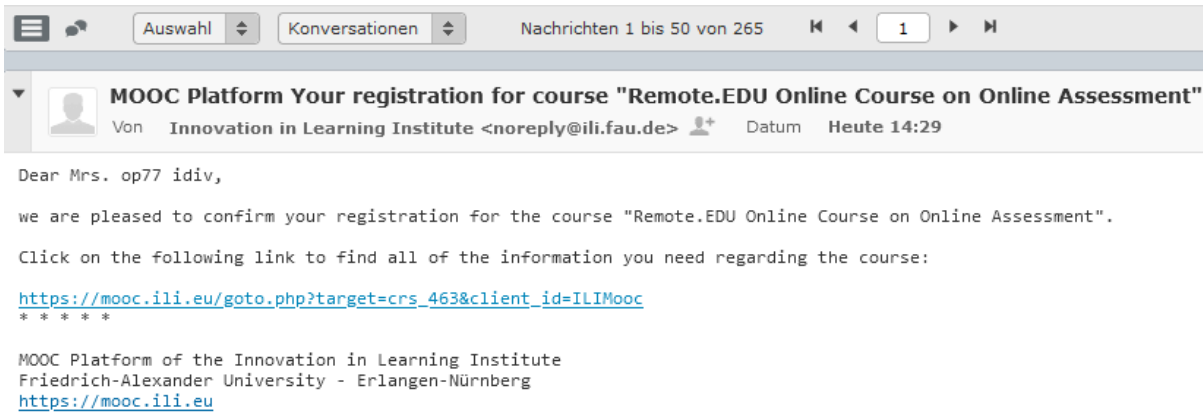 Auswahl Konversationen Nachrichten 1 bis 50 von 265 1
MOOC Platform Your registration for course "Remote.EDU Online Course on Online Assessment"
Von Innovation in Learning Institute <noreply@ili.fau.de> Datum Heute 14:29
Dear Mrs. op77 idiv,
we are pleased to confirm your registration for the course "Remote.EDU Online Course on Online Assessment".
Click on the following link to find all of the information you need regarding the course:
https://mooc.ili.eu/goto.php?target=crs_463&client_id=ILIMooc
* * * * *
MOOC Platform of the Innovation in Learning Institute
Friedrich-Alexander University - Erlangen-Nürnberg
https://mooc.ili.eu